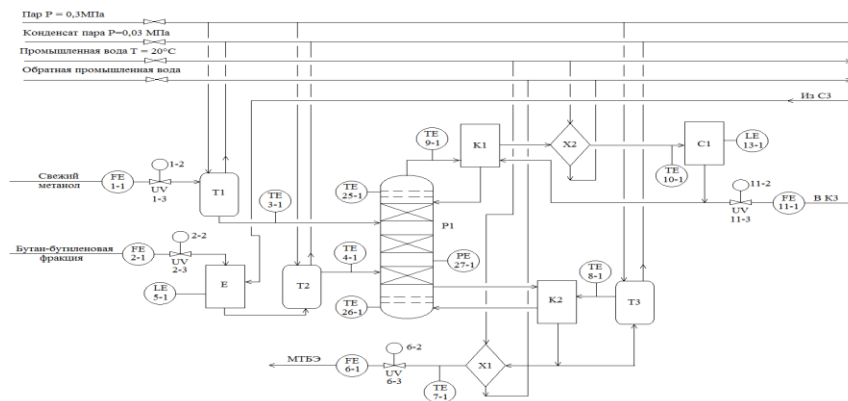 Пар P = 0,3МПа
Конденсат пара P=0,03 МПа
Промышленная вода T = 20°C
Обратная промышленная вода
Из С3
TE
9-1
К1
X2
С1
LE
13-1
1-2
Свежий
метанол
FE
1-1
UV
1-3
T1
TE
3-1
TE
25-1
P1
TE
10-1
11-2
UV
11-3
FE
11-1
В К3
2-2
Бутан-бутиленовая
фракция
FE
2-1
UV
2-3
E
LE
5-1
T2
TE
4-1
PE
27-1
TE
26-1
К2
TE
8-1
T3
МТБЭ
FE
6-1
6-2
UV
6-3
TE
7-1
X1